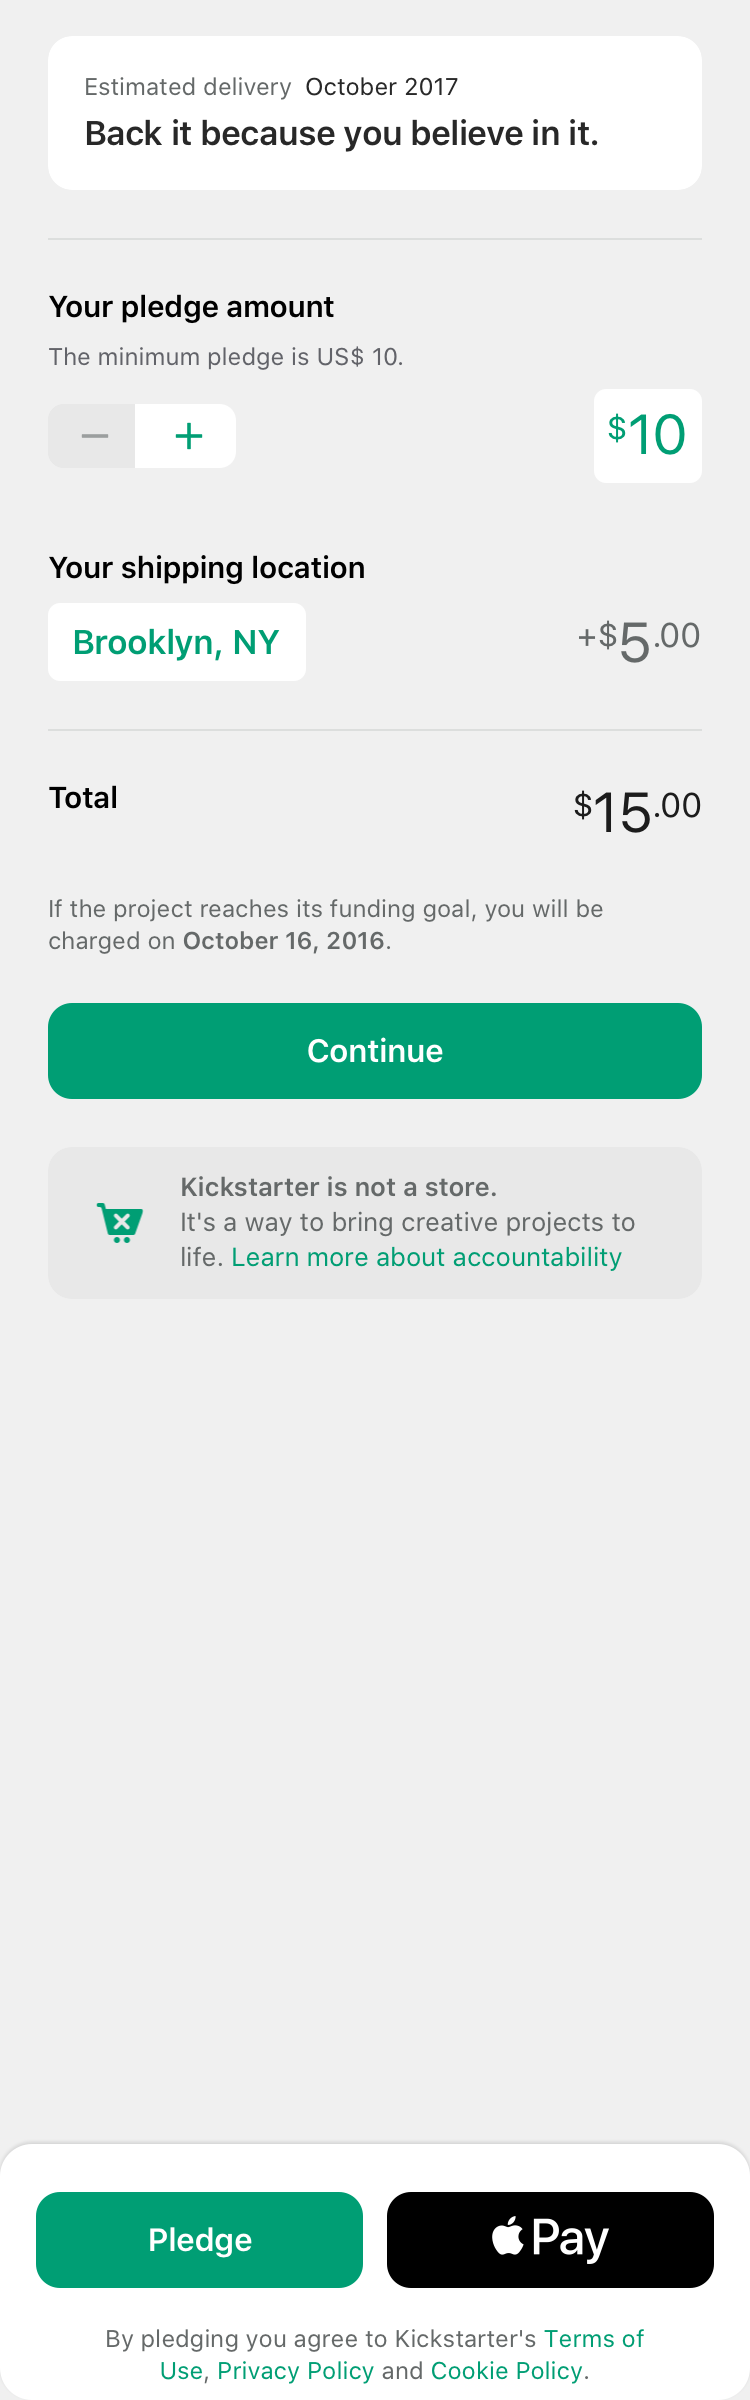 Estimated delivery October 2017
Back it because you believe in it.
Your pledge amount
The minimum pledge is US$ 10.
− +
$10
Your shipping location
Brooklyn, NY
+$5.00
Total
$15.00
If the project reaches its funding goal, you will be
charged on October 16, 2016.
Continue
Kickstarter is not a store.
It's a way to bring creative projects to
life. Learn more about accountability
Pledge
Pay
By pledging you agree to Kickstarter's Terms of
Use, Privacy Policy and Cookie Policy.